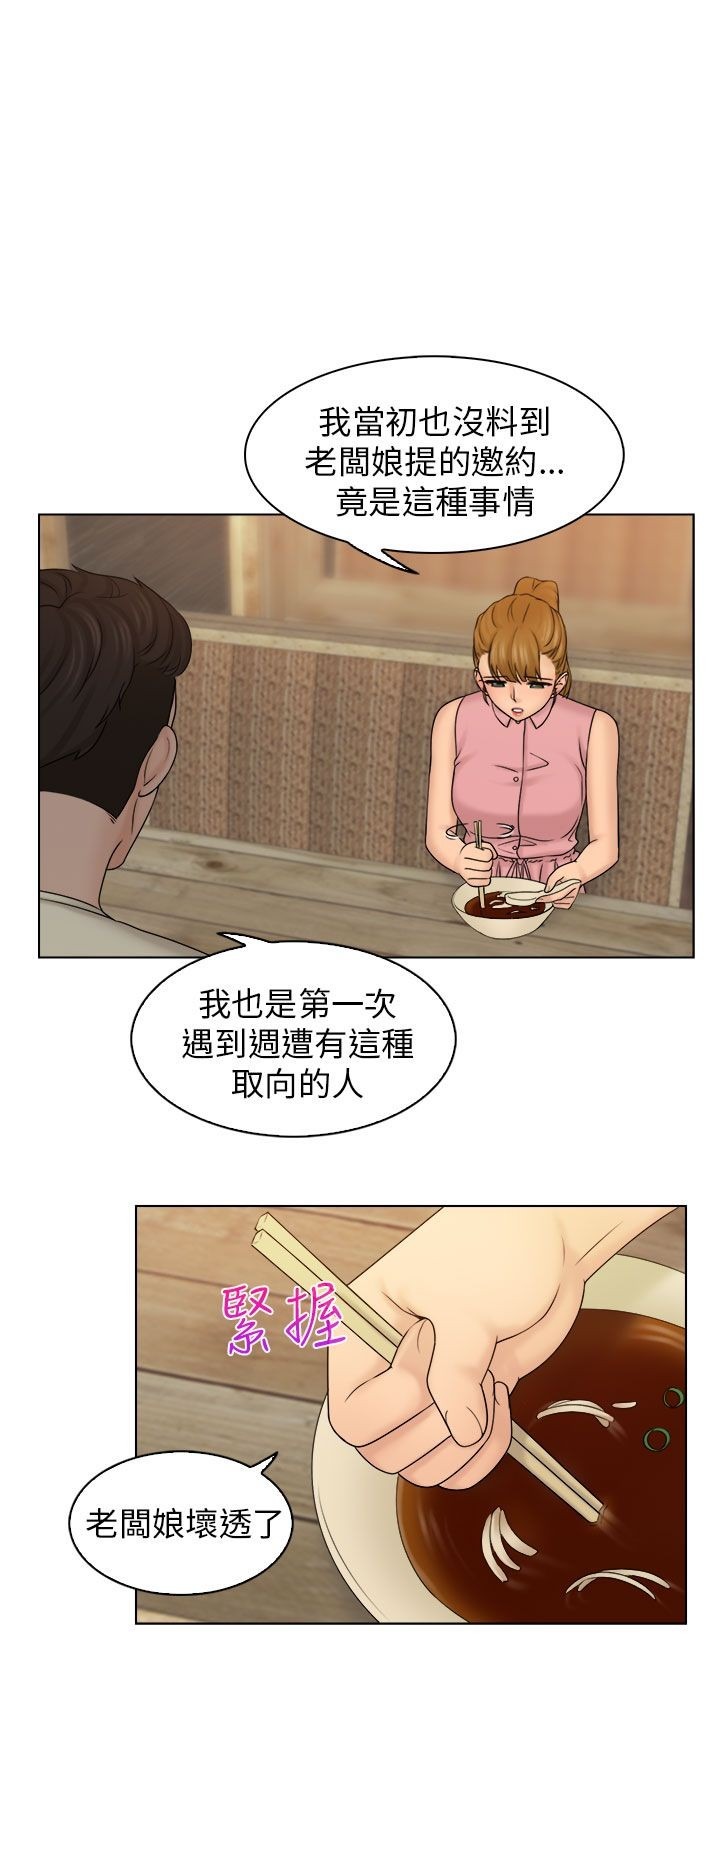 我當初也沒料到
老闆娘提的邀約...
竟是這種事情
我也是第一次
遇到週遭有這種
取向的人
緊握
老闆娘壞透了